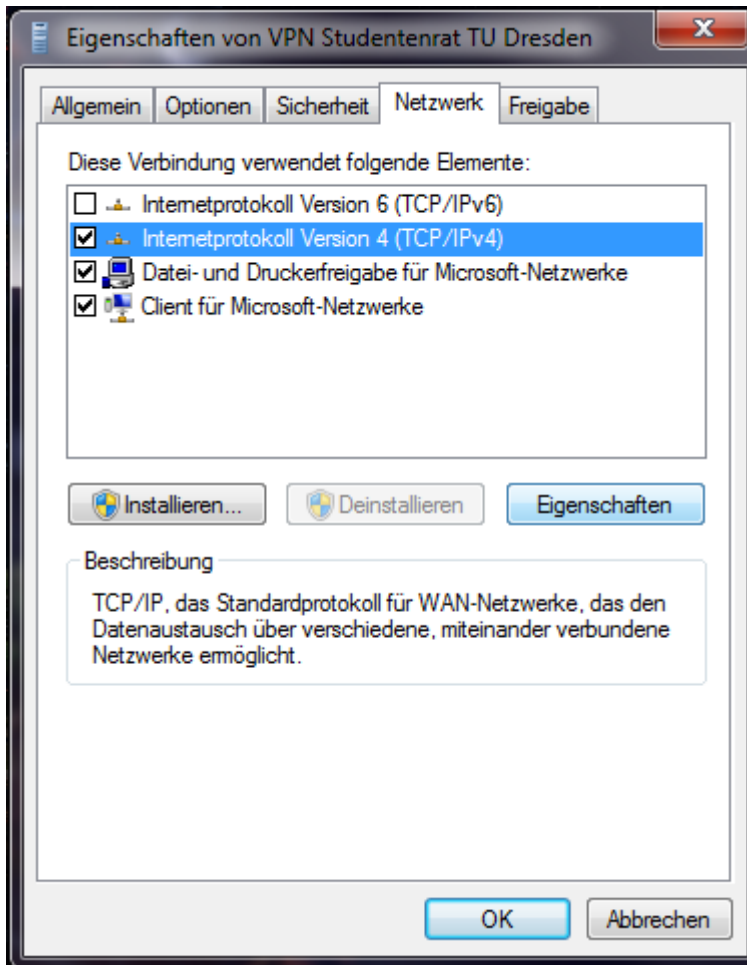 Eigenschaften von VPN Studentenrat TU Dresden
Allgemein Optionen Sicherheit Netzwerk Freigabe
Diese Verbindung verwendet folgende Elemente:
Internetprotokoll Version 6 (TCP/IPv6)
Internetprotokoll Version 4 (TCP/IPv4)
Datei- und Druckerfreigabe für Microsoft-Netzwerke
Client für Microsoft-Netzwerke
Installieren... Deinstallieren Eigenschaften
Beschreibung
TCP/IP, das Standardprotokoll für WAN-Netzwerke, das den
Datenaustausch über verschiedene, miteinander verbundene
Netzwerke ermöglicht.
OK Abbrechen